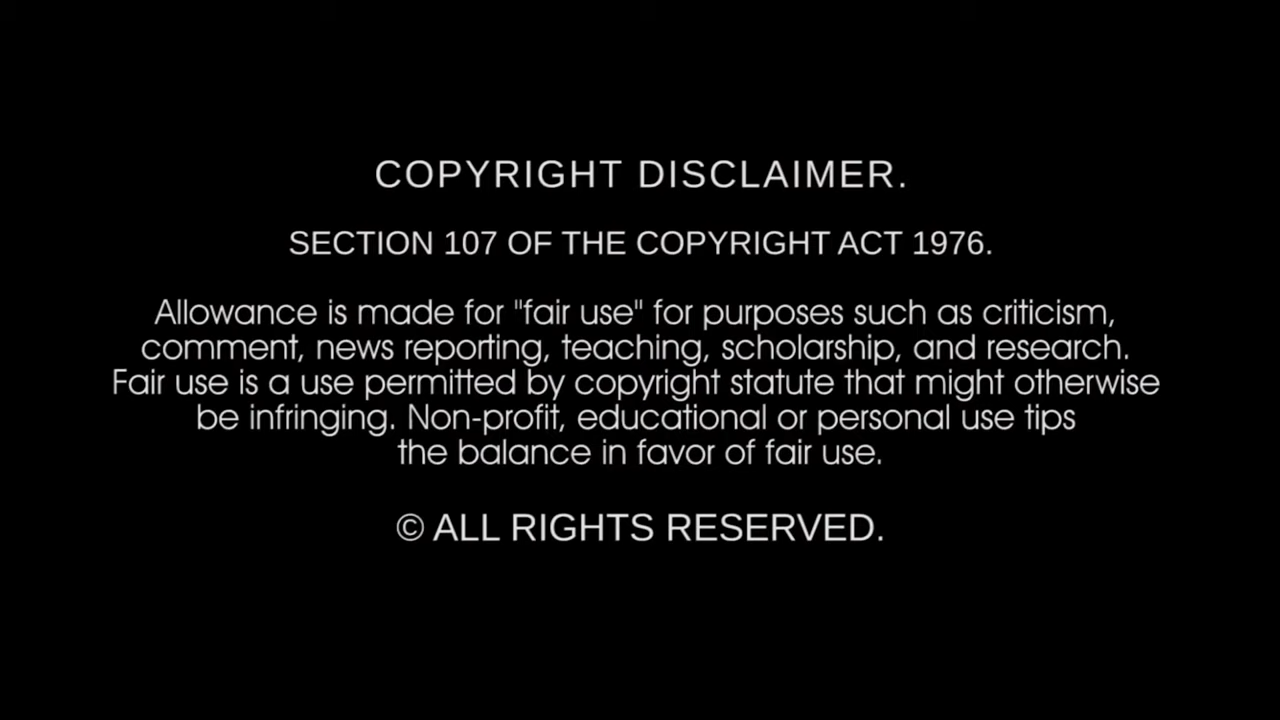 COPYRIGHT DISCLAIMER.
SECTION 107 OF THE COPYRIGHT ACT 1976.
Allowance is made for "fair use" for purposes such as criticism,
comment, news reporting, teaching, scholarship, and research.
Fair use is a use permitted by copyright statute that might otherwise
be infringing. Non-profit, educational or personal use tips
the balance in favor of fair use.
© ALL RIGHTS RESERVED.